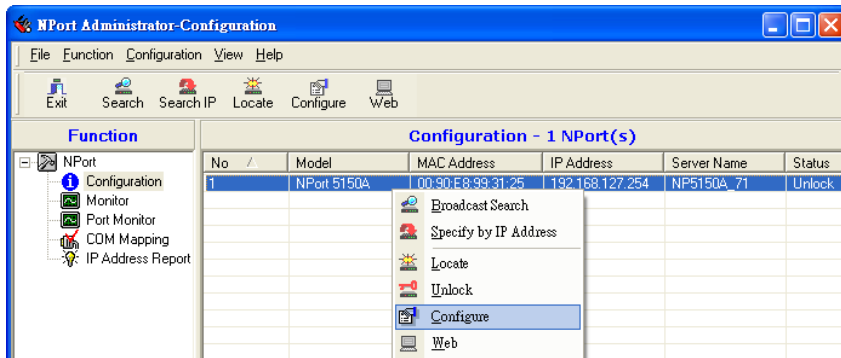 NPort Administrator-Configuration
File Function Configuration View Help
Exit Search Search IP Locate Configure Web
Function
Configuration - 1 NPort(s)
NPort
Configuration
Monitor
Port Monitor
COM Mapping
IP Address Report
No Model MAC Address IP Address Server Name Status
1 NPort 5150A 00:90:E8:99:31:25 192.168.127.254 NP5150A_71 Unlock
Broadcast Search
Specify by IP Address
Locate
Unlock
Configure
Web